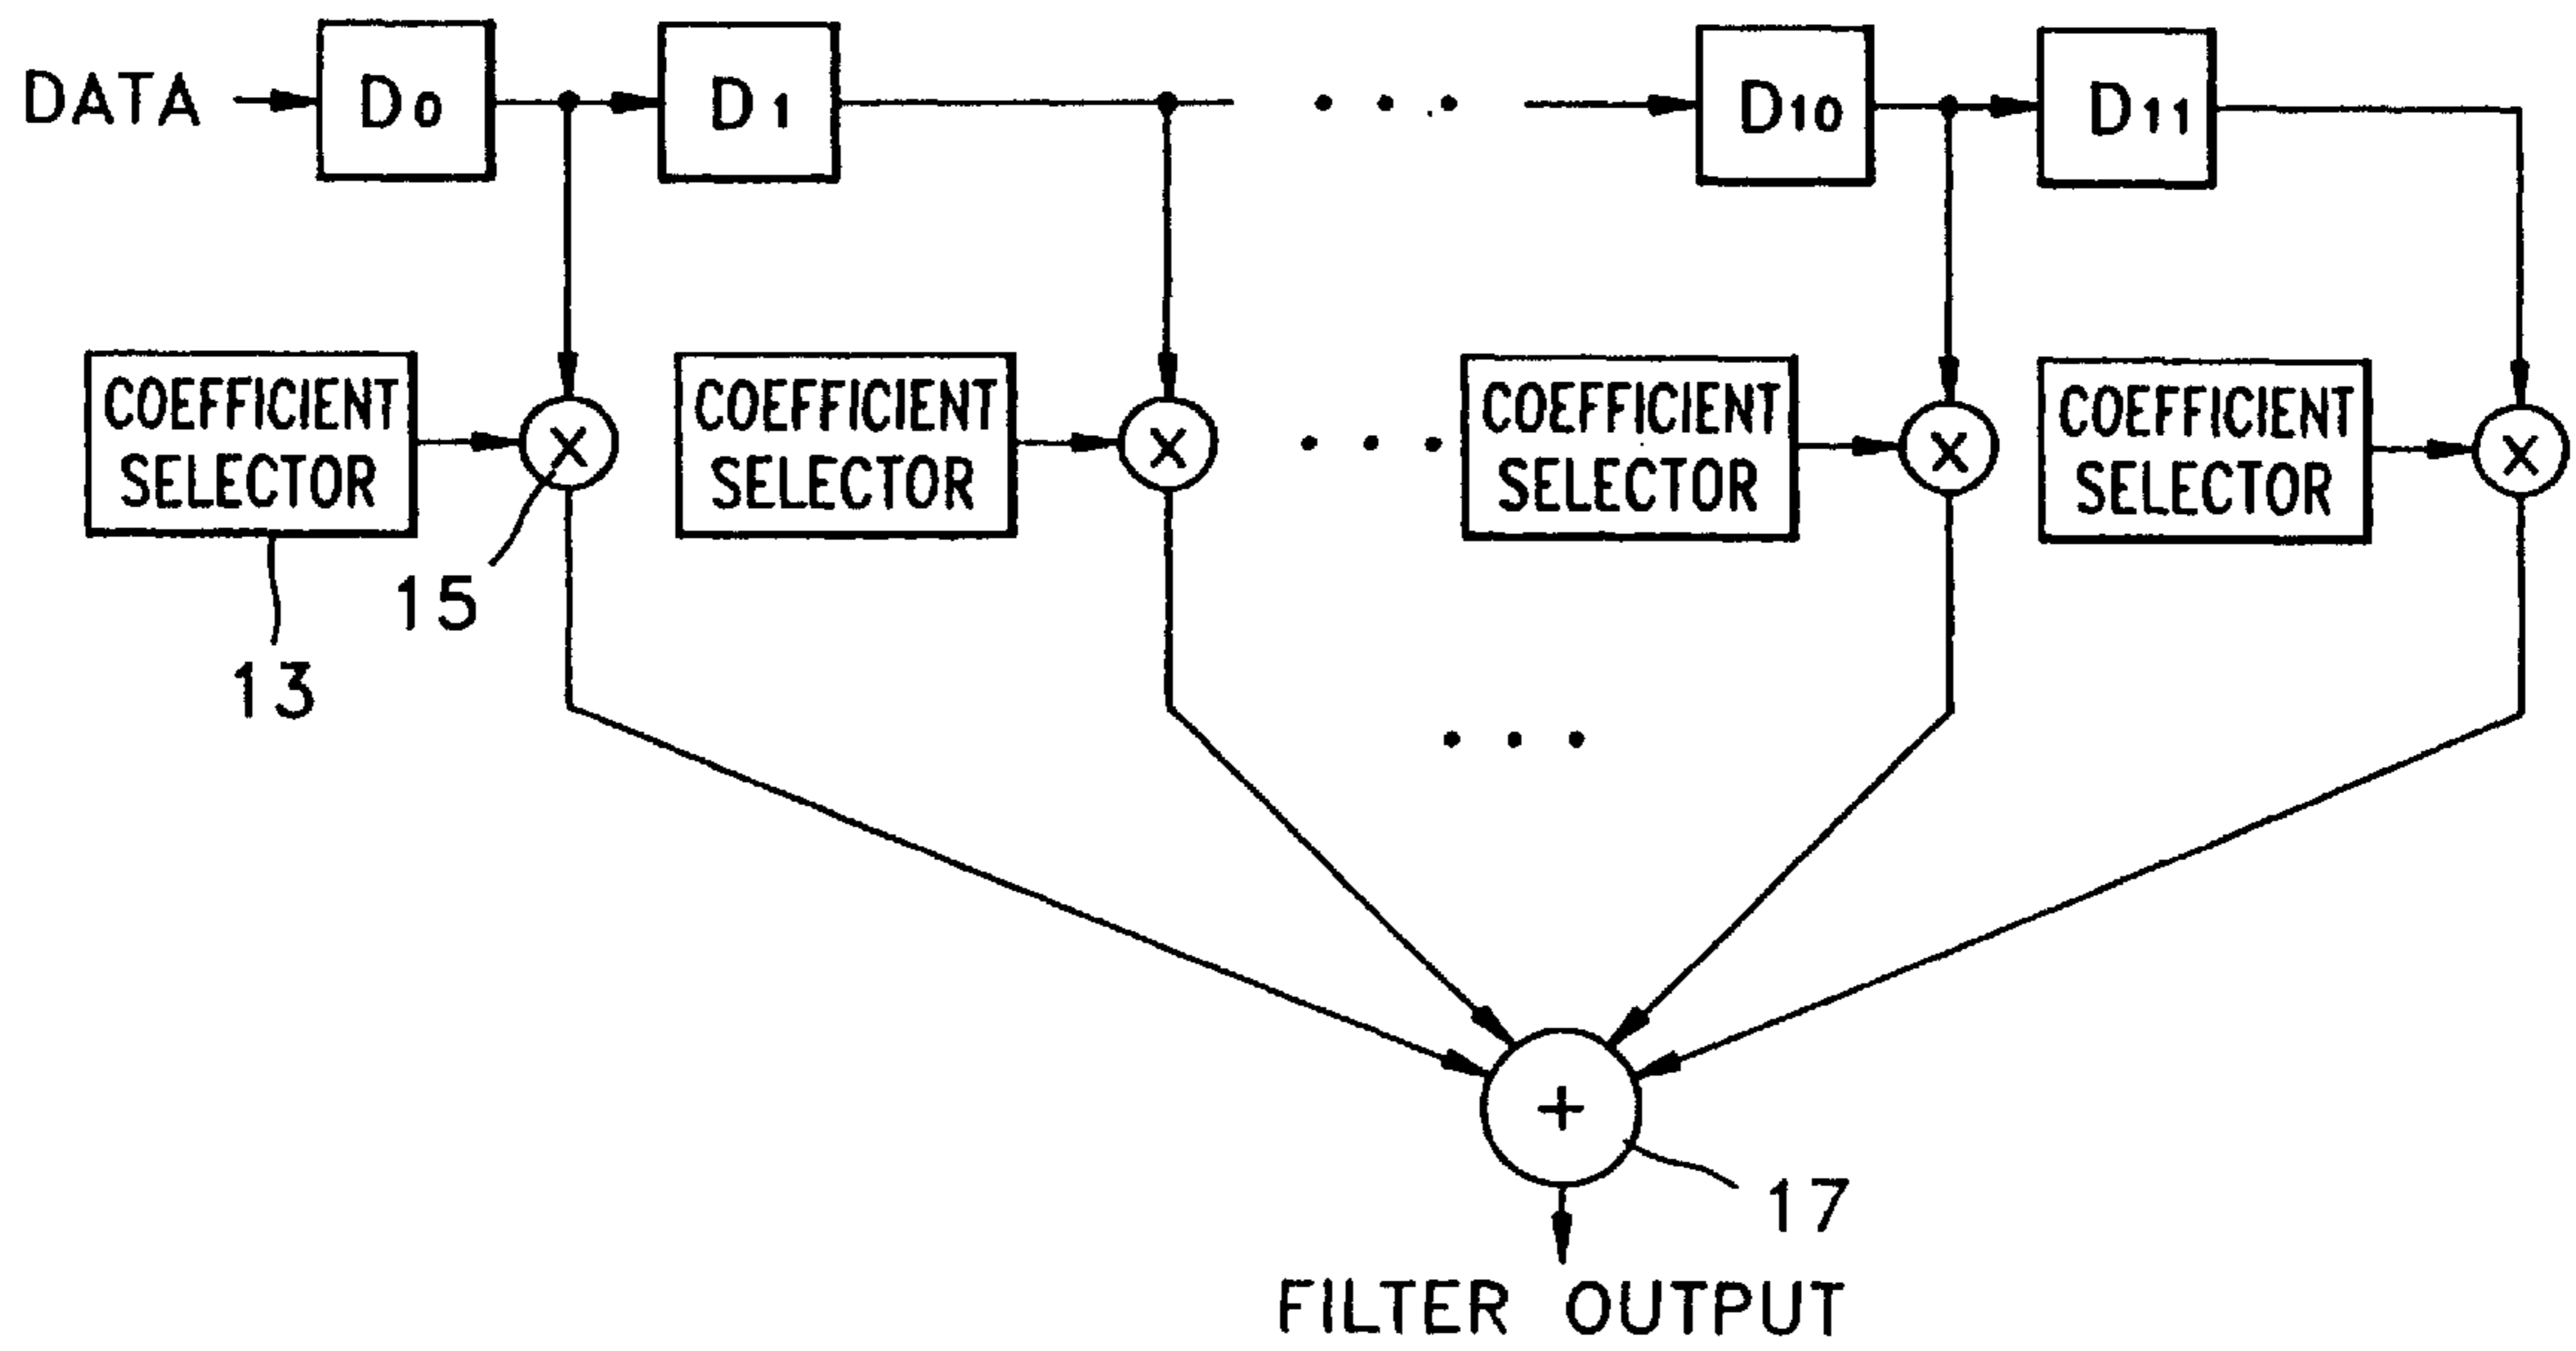 DATA
D0
D1
D10
D11
COEFFICIENT
SELECTOR
X
COEFFICIENT
SELECTOR
X
COEFFICIENT
SELECTOR
X
COEFFICIENT
SELECTOR
X
15
13
+
17
FILTER OUTPUT